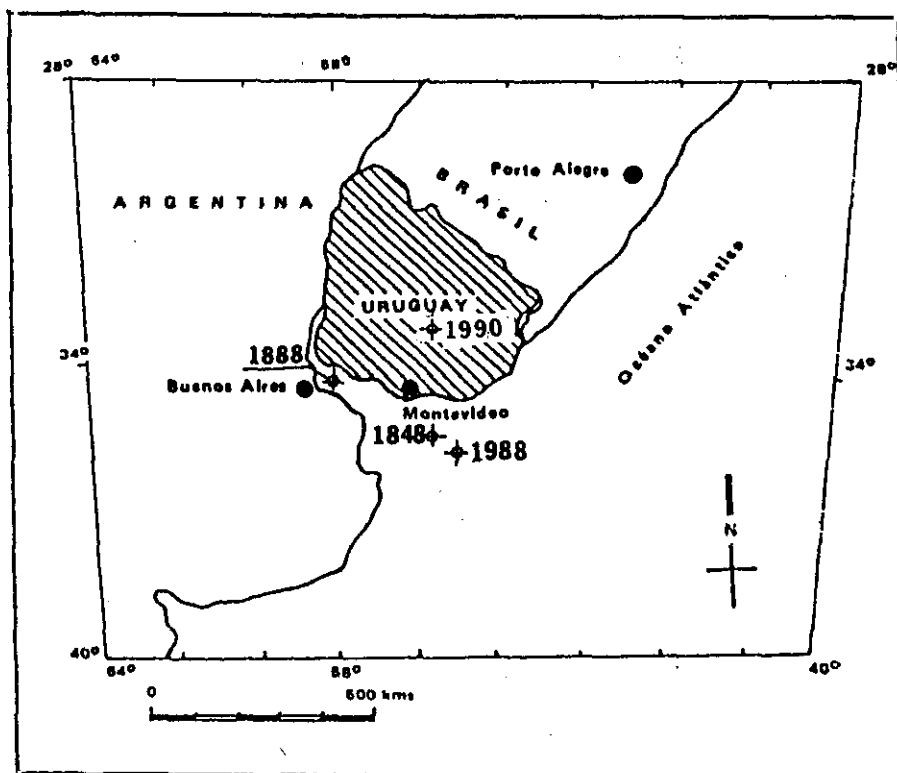 64° 58° 28°
28°
Porto Alegre
ARGENTINA
BRASIL
Océano Atlántico
URUGUAY
1990
1888
34° 34°
Buenos Aires
Montevideo
1848 1988
N
40° 40°
64° 58°
0 500 kms